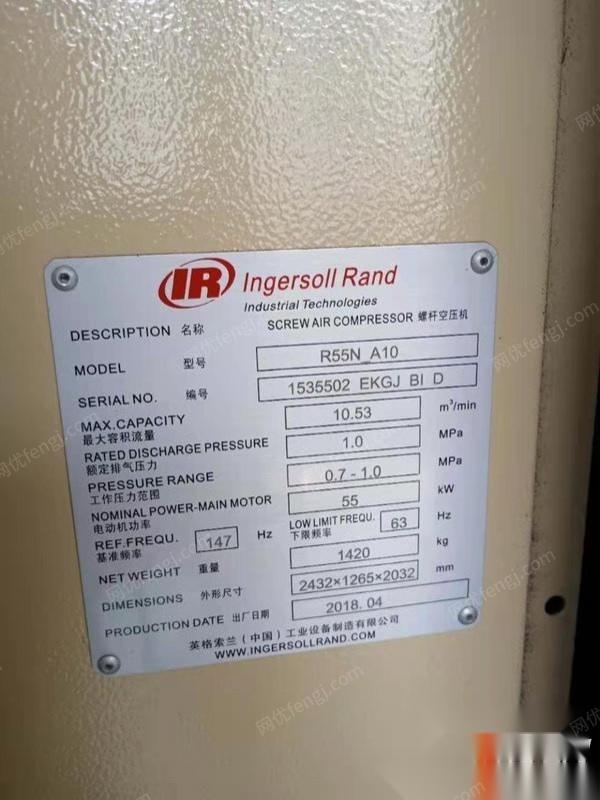 IR Ingersoll Rand
Industrial Technologies
DESCRIPTION 名称 SCREW AIR COMPRESSOR 螺杆空压机
MODEL 型号 R55N_A10
SERIAL NO. 编号 1535502_EKGJ_BI_D
MAX.CAPACITY 10.53 m³/min
最大容积流量
RATED DISCHARGE PRESSURE 1.0 MPa
额定排气压力
PRESSURE RANGE 0.7 - 1.0 MPa
工作压力范围
NOMINAL POWER-MAIN MOTOR 55 kW
电动机功率
REF.FREQU. 147 Hz LOW LIMIT FREQU. 63 Hz
基准频率 下限频率
NET WEIGHT 重量 1420 kg
DIMENSIONS 外形尺寸 2432×1265×2032 mm
PRODUCTION DATE 出厂日期 2018.04
英格索兰(中国)工业设备制造有限公司
WWW.INGERSOLLRAND.COM
网优fengj.com